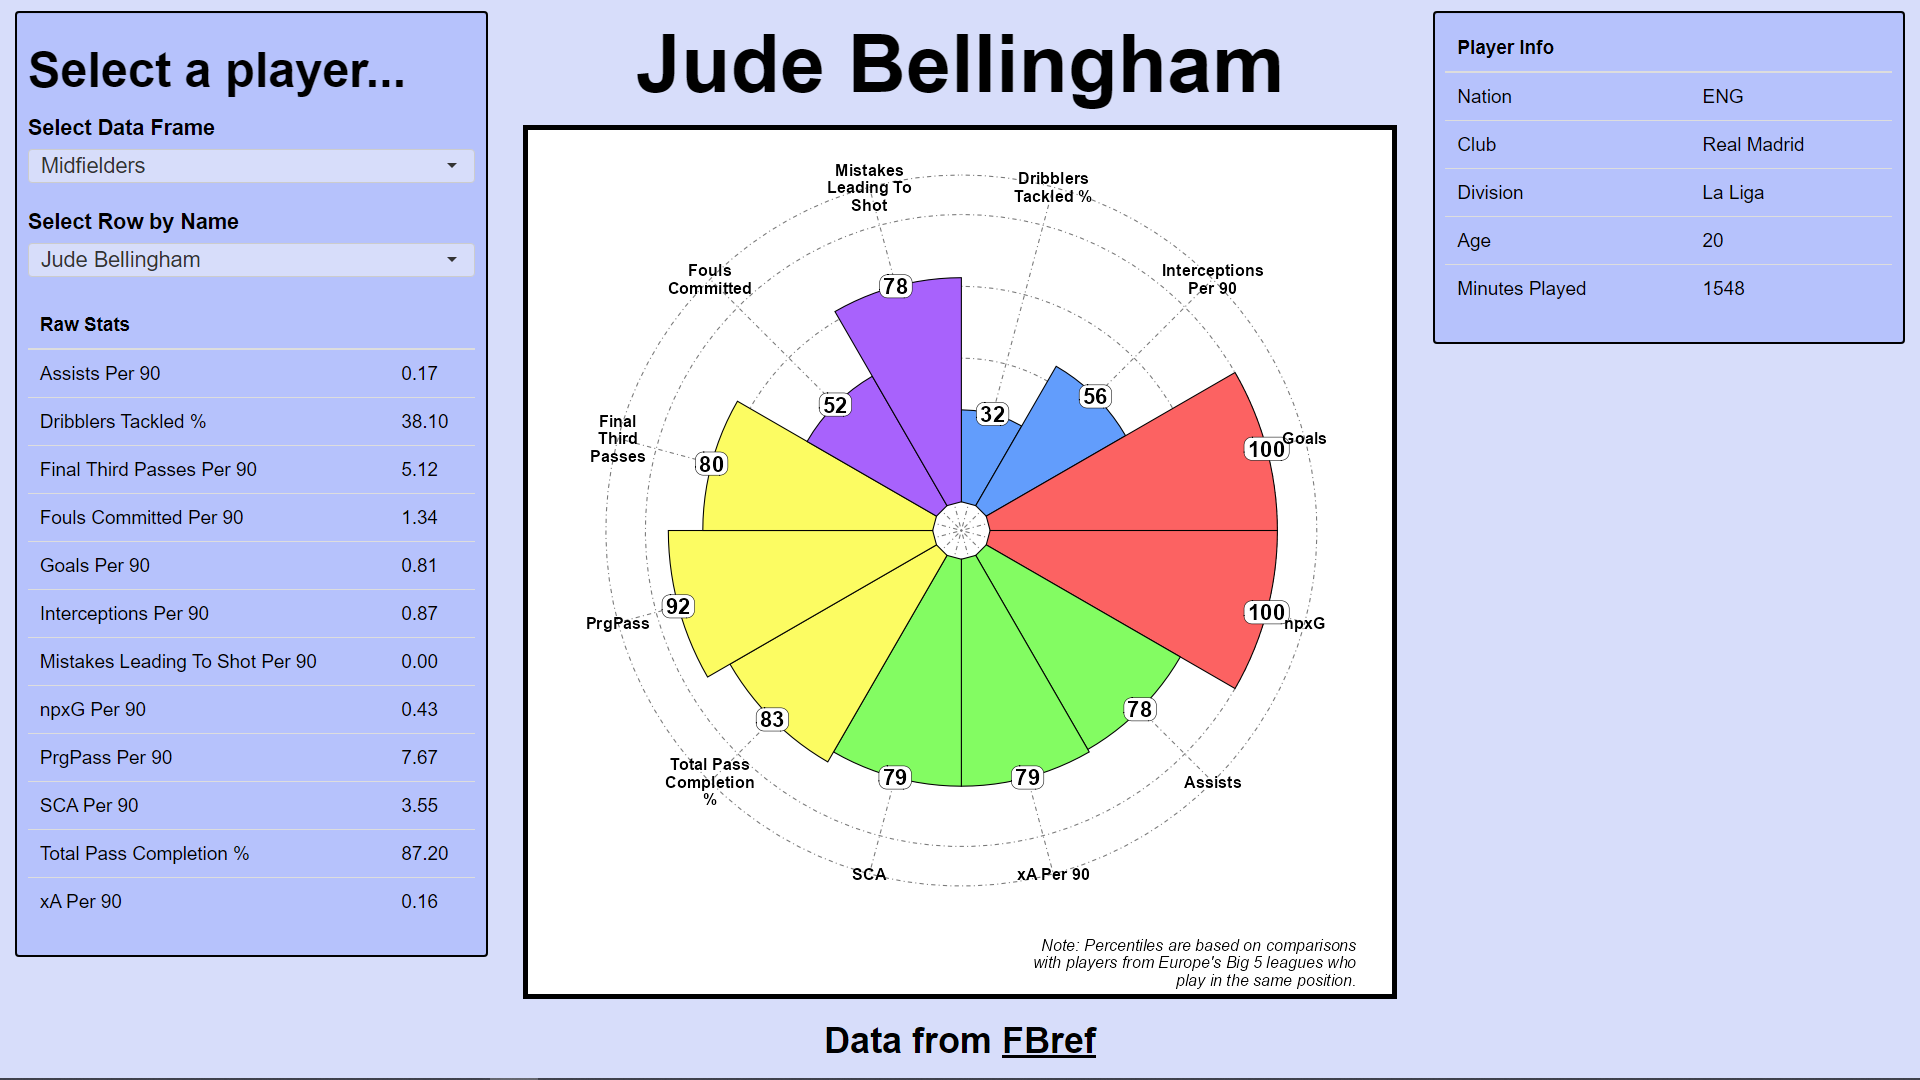 Select a player...
Select Data Frame
Midfielders
Select Row by Name
Jude Bellingham
Raw Stats
Assists Per 90 0.17
Dribblers Tackled % 38.10
Final Third Passes Per 90 5.12
Fouls Committed Per 90 1.34
Goals Per 90 0.81
Interceptions Per 90 0.87
Mistakes Leading To Shot Per 90 0.00
npxG Per 90 0.43
PrgPass Per 90 7.67
SCA Per 90 3.55
Total Pass Completion % 87.20
xA Per 90 0.16
Jude Bellingham
Mistakes
Leading To
Shot
78
Dribblers
Tackled %
32
Interceptions
Per 90
56
Goals
100
npxG
100
Assists
78
xA Per 90
79
SCA
79
Total Pass
Completion
%
83
PrgPass
92
Final
Third
Passes
80
Fouls
Committed
52
Note: Percentiles are based on comparisons
with players from Europe's Big 5 leagues who
play in the same position.
Data from FBref
Player Info
Nation ENG
Club Real Madrid
Division La Liga
Age 20
Minutes Played 1548